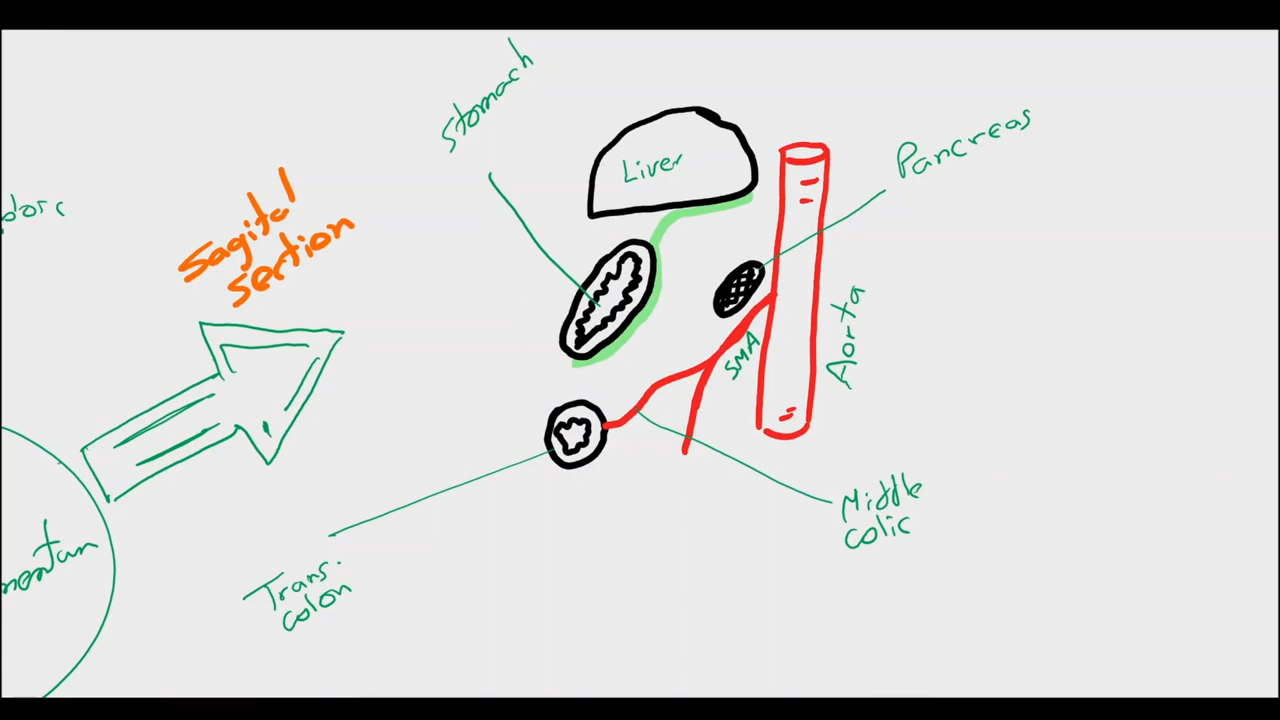 Stomach
Liver
Pancreas
Sagital
section
SMA
Aorta
Middle
colic
Trans.
colon